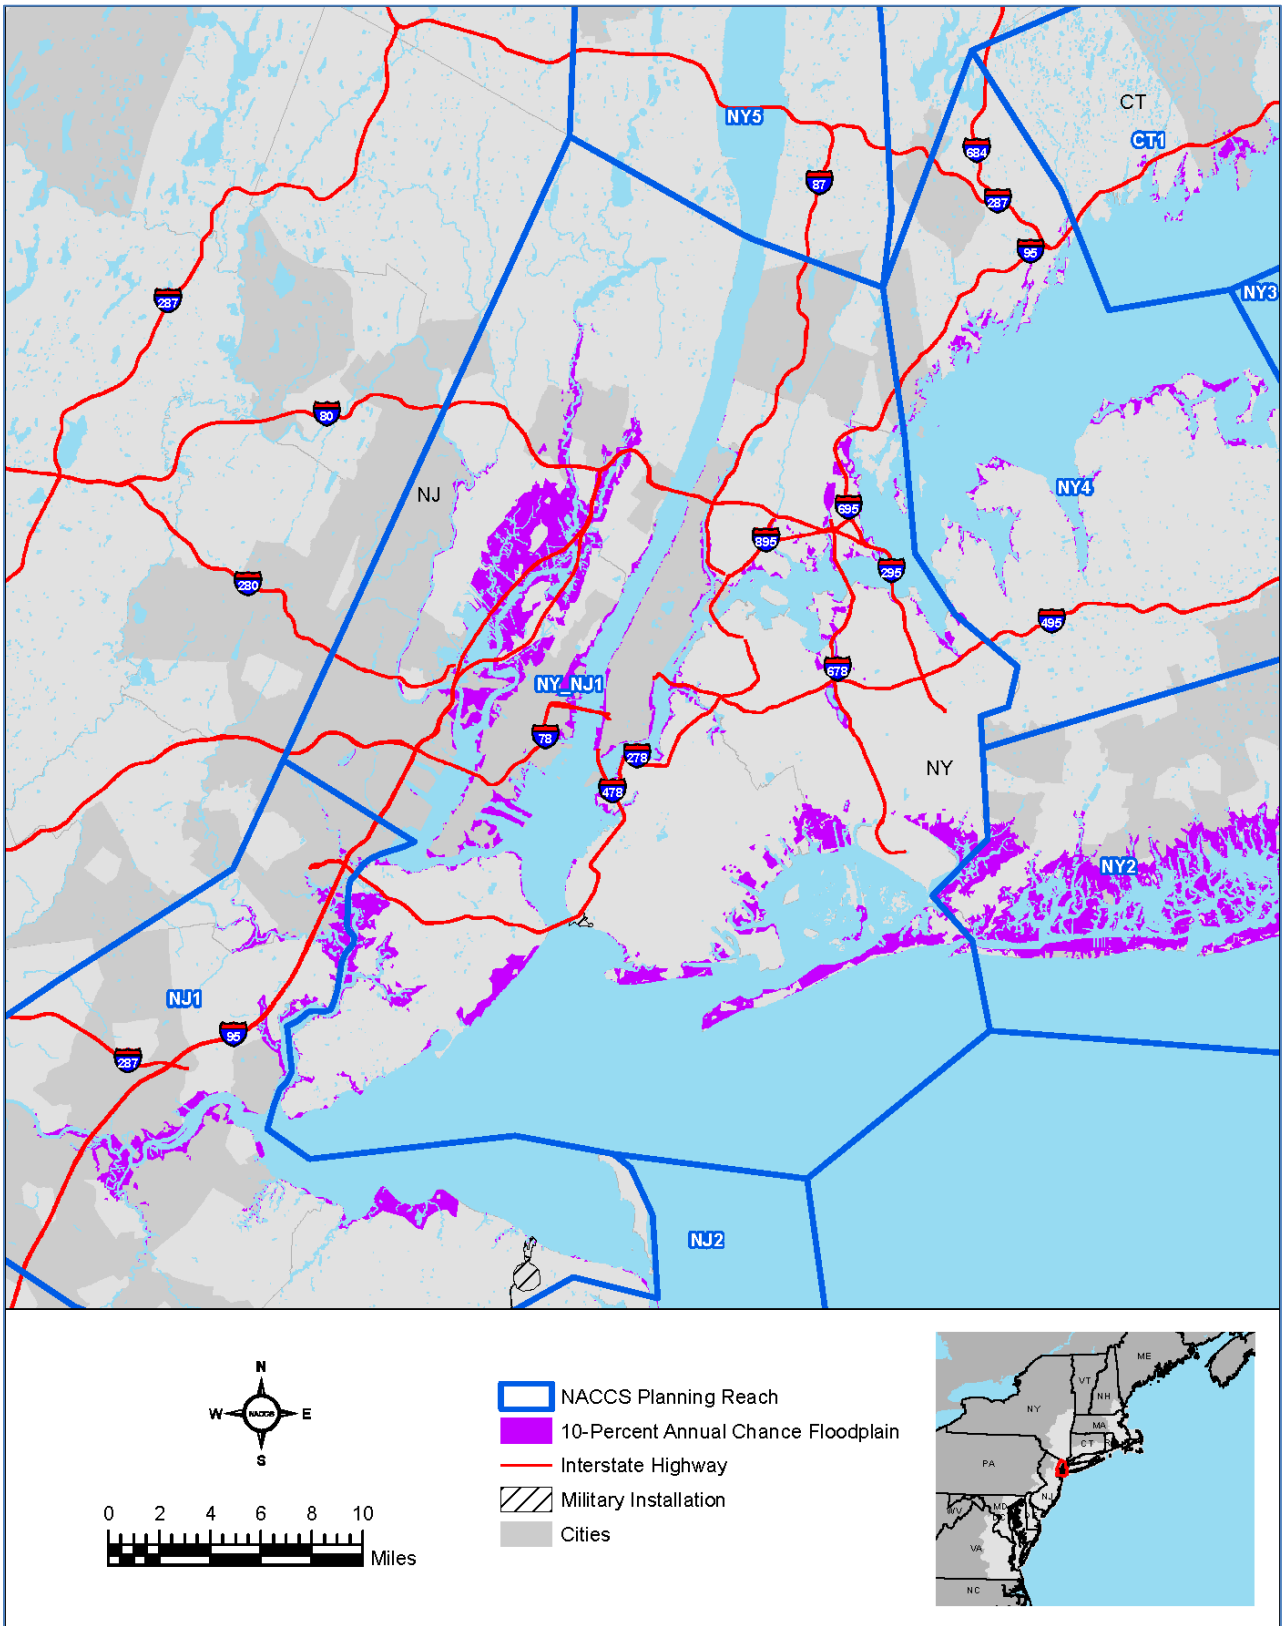 CT
NY5
CT1
684
87
287
95
NY3
287
80
NJ
NY4
695
895
295
280
495
678
NY_NJ1
78
278
NY
478
NY2
NJ1
95
287
NJ2
N
W NACCS E
S
NACCS Planning Reach
10-Percent Annual Chance Floodplain
Interstate Highway
Military Installation
Cities
0 2 4 6 8 10
Miles
ME
VT
NH
NY
MA
CT
PA
NJ
MD
WV
VA
NC